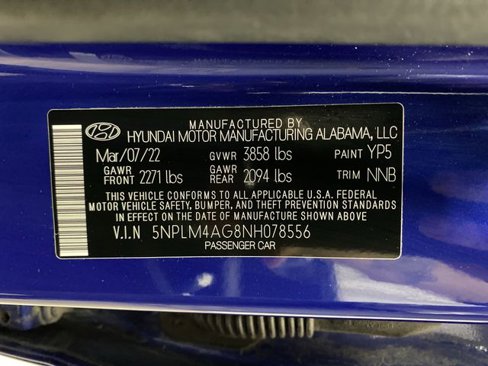 MANUFACTURED BY
HYUNDAI MOTOR MANUFACTURING ALABAMA, LLC
Mar/07/22 GVWR 3858 lbs PAINT YP5
GAWR FRONT 2271 lbs GAWR REAR 2094 lbs TRIM NNB
THIS VEHICLE CONFORMS TO ALL APPLICABLE U.S.A. FEDERAL
MOTOR VEHICLE SAFETY, BUMPER, AND THEFT PREVENTION STANDARDS
IN EFFECT ON THE DATE OF MANUFACTURE SHOWN ABOVE.
V.I.N 5NPLM4AG8NH078556
PASSENGER CAR